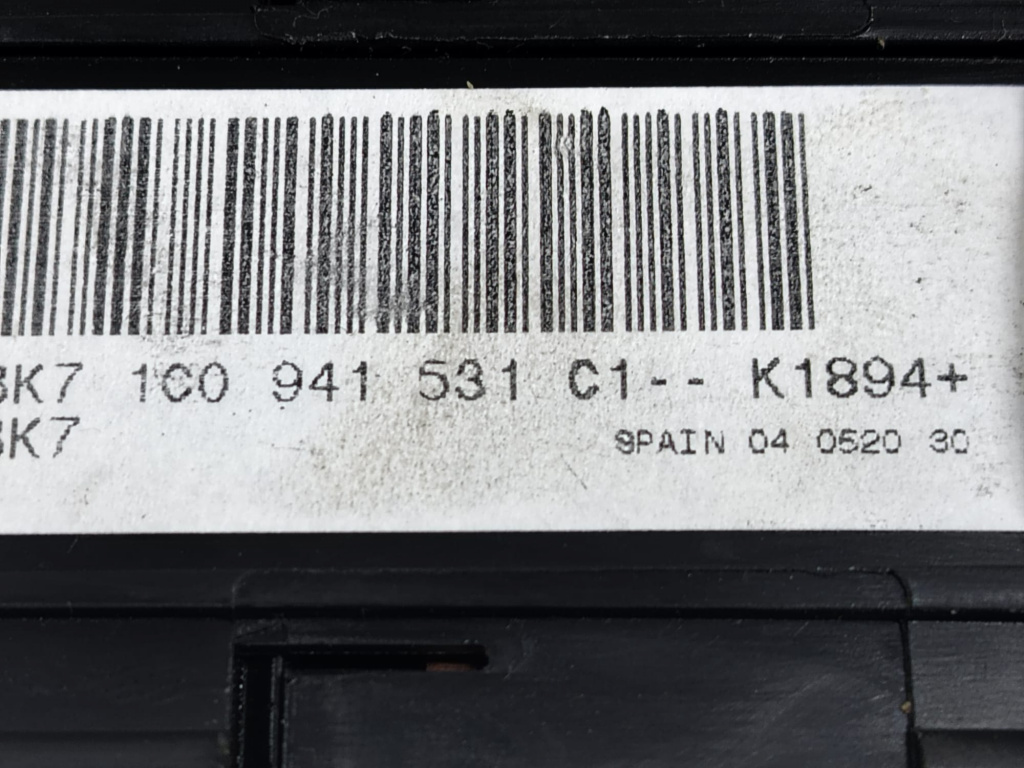 3K7 1C0 941 531 C1-- K1894+
3K7
SPAIN 04 0520 30